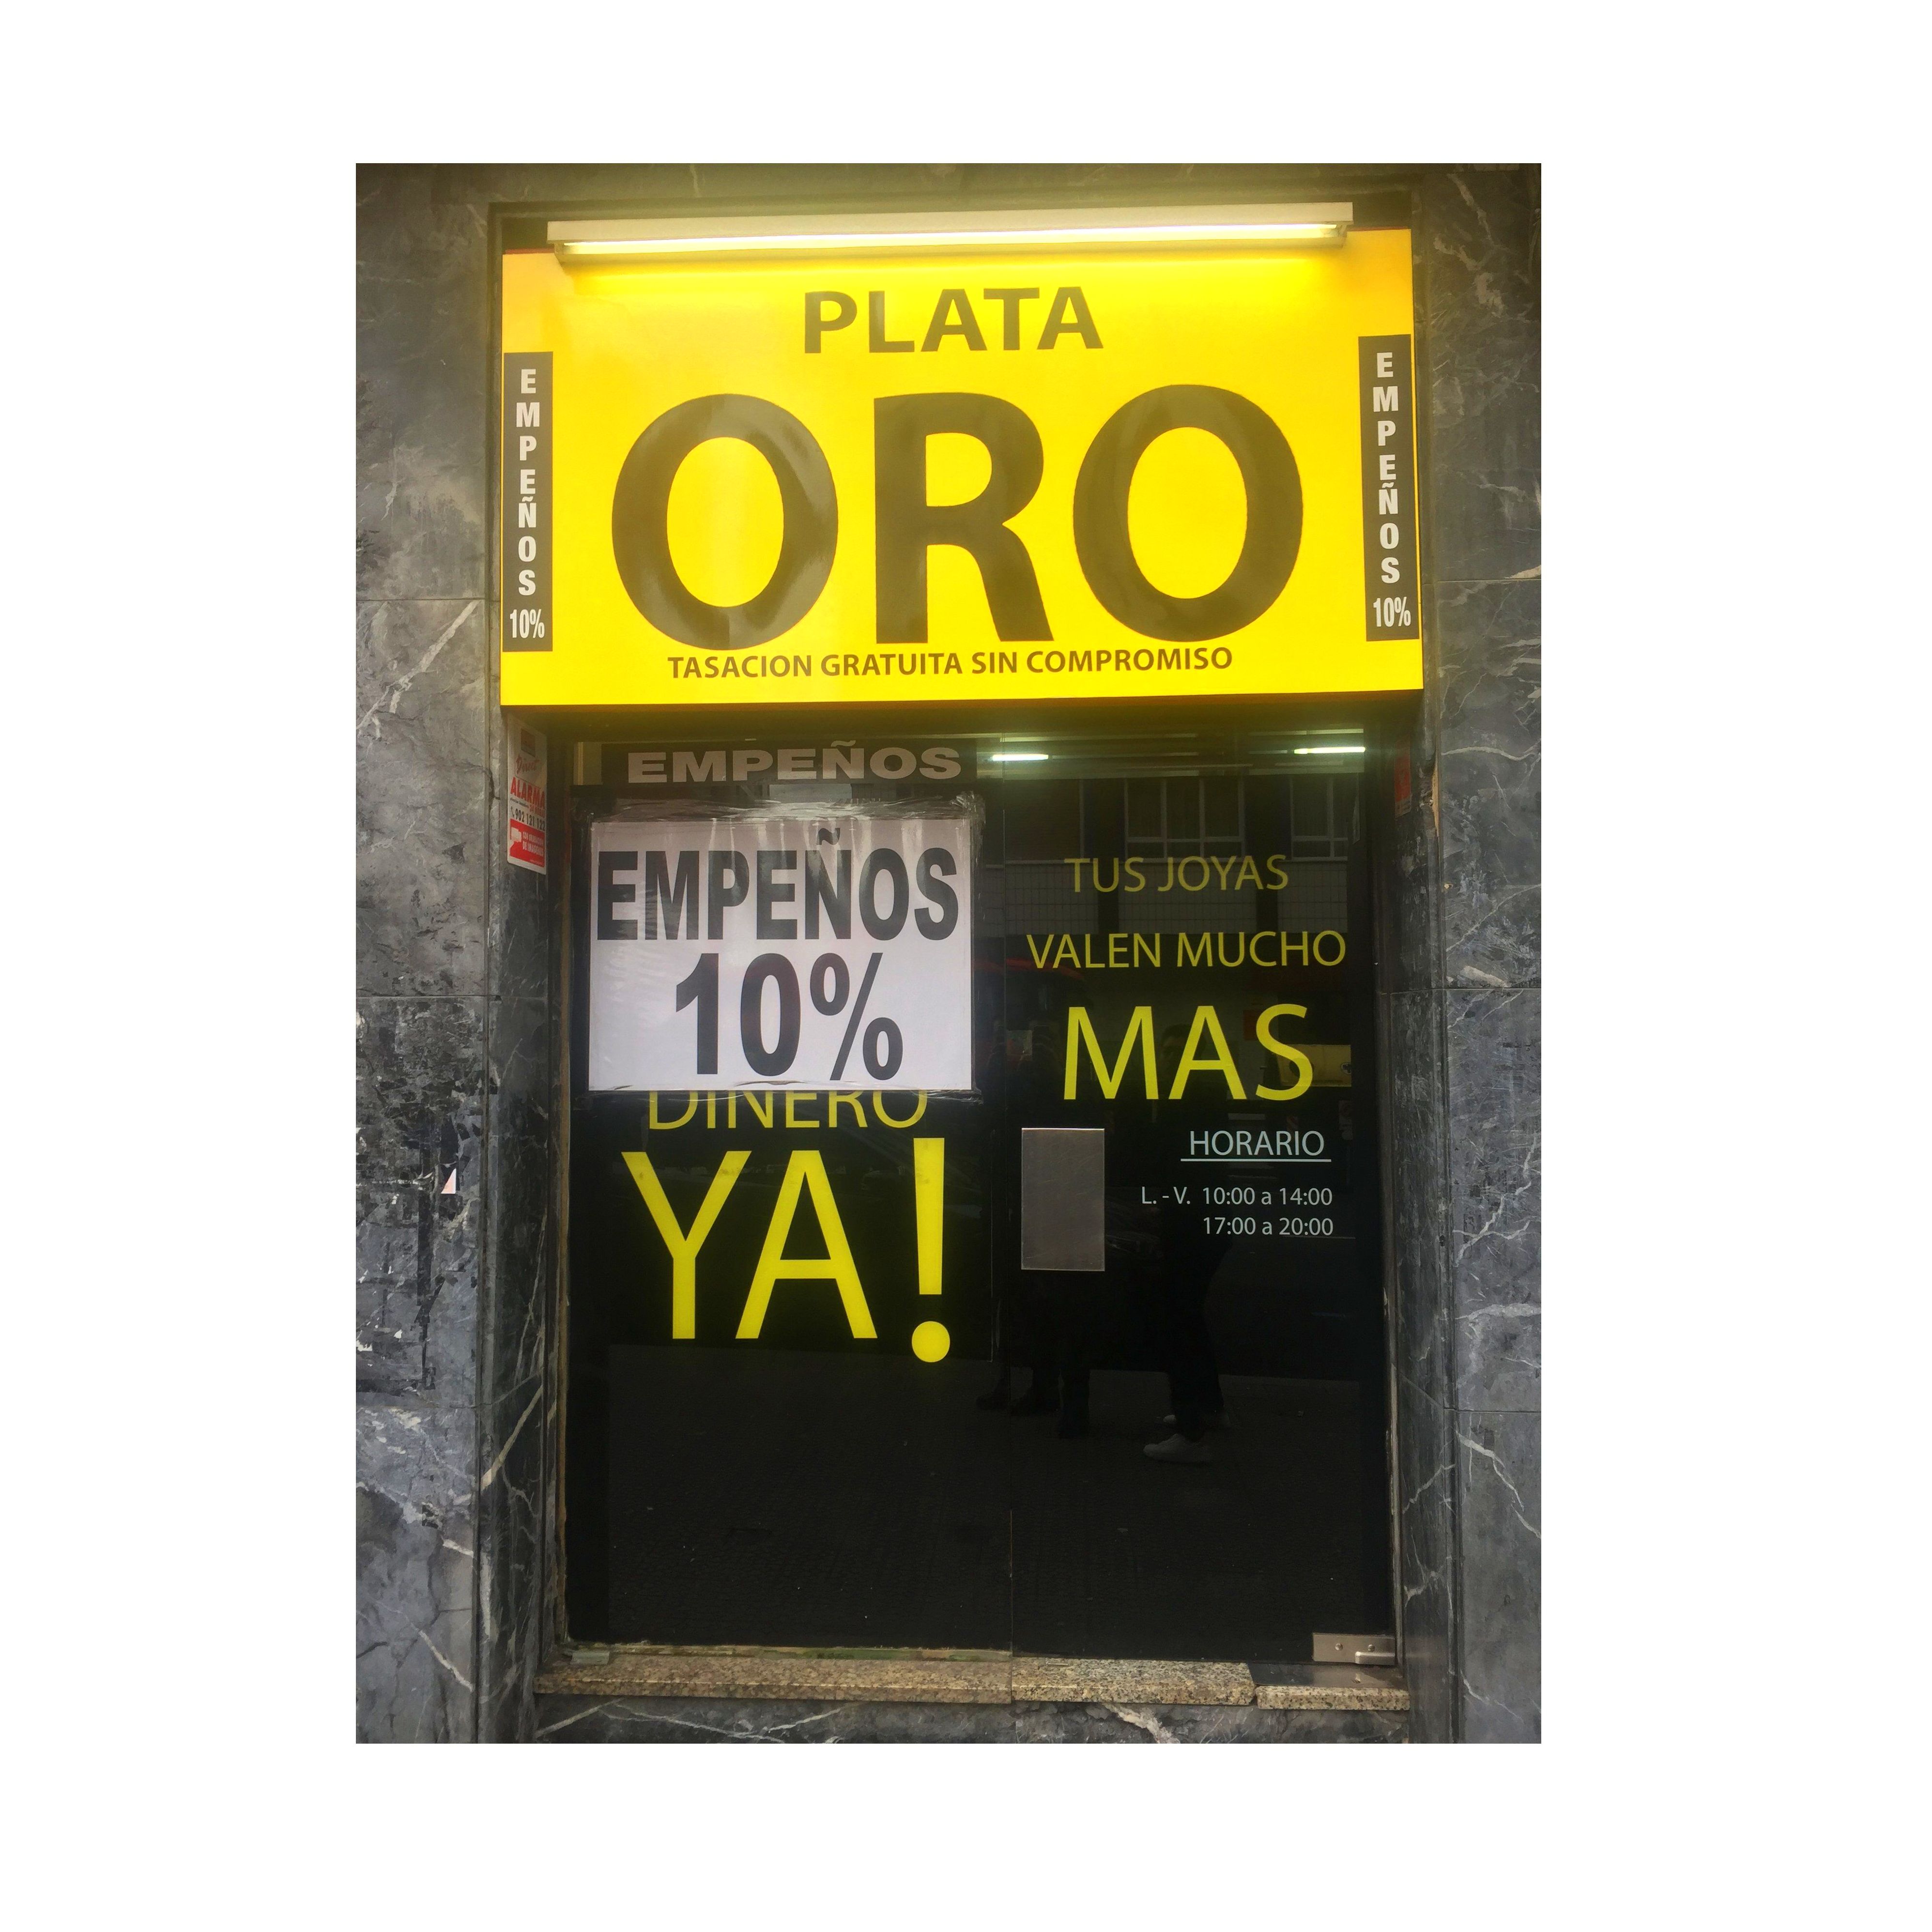 PLATA
ORO
TASACION GRATUITA SIN COMPROMISO
EMPEÑOS
10%
EMPEÑOS
10%
EMPEÑOS
EMPEÑOS
10%
DINERO
YA!
ALARMA
TUS JOYAS
VALEN MUCHO
MAS
HORARIO
L. - V. 10:00 a 14:00
17:00 a 20:00